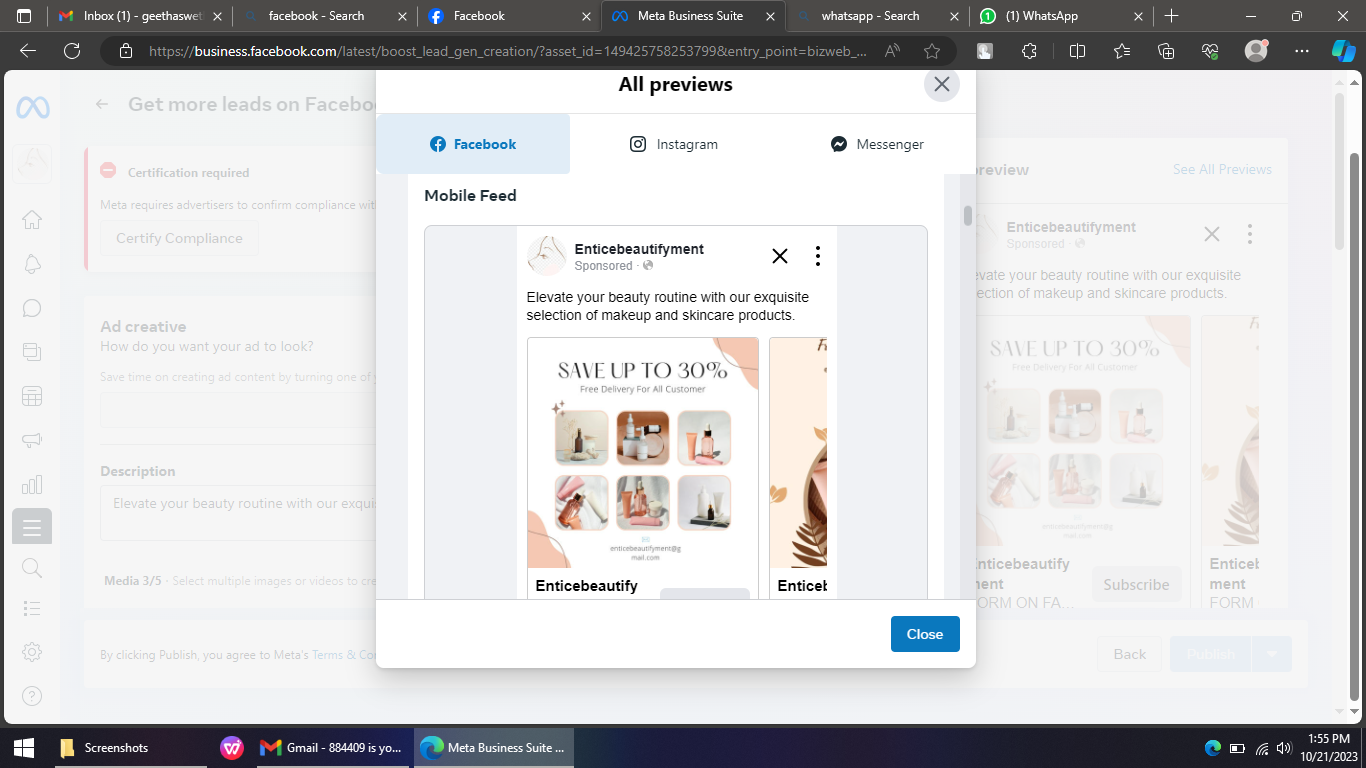 Inbox (1) - geethaswet
facebook - Search
Facebook
Meta Business Suite
whatsapp - Search
(1) WhatsApp
https://business.facebook.com/latest/boost_lead_gen_creation/?asset_id=149425758253799&entry_point=bizweb_...
All previews
Get more leads on Facebo
Facebook
Instagram
Messenger
Certification required
Meta requires advertisers to confirm compliance wit
Certify Compliance
preview
See All Previews
Mobile Feed
Enticebeautifyment
Sponsored ·
Elevate your beauty routine with our exquisite
selection of makeup and skincare products.
SAVE UP TO 30%
Free Delivery For All Customer
enticebeautifyment@g
mail.com
Enticebeautify
Enticeb
Enticebeautifyment
Sponsored ·
evate your beauty routine with our exquisite
ection of makeup and skincare products.
SAVE UP TO 30%
Free Delivery For All Customer
enticebeautifyment@g
mail.com
nticebeautify
ment
ORM ON FA...
Subscribe
Enticeb
ment
FORM
Ad creative
How do you want your ad to look?
Save time on creating ad content by turning one of y
Description
Elevate your beauty routine with our exquis
Media 3/5 · Select multiple images or videos to cre
Close
By clicking Publish, you agree to Meta's Terms & Con
Back
Publish
Screenshots
Gmail - 884409 is yo...
Meta Business Suite ...
1:55 PM
10/21/2023